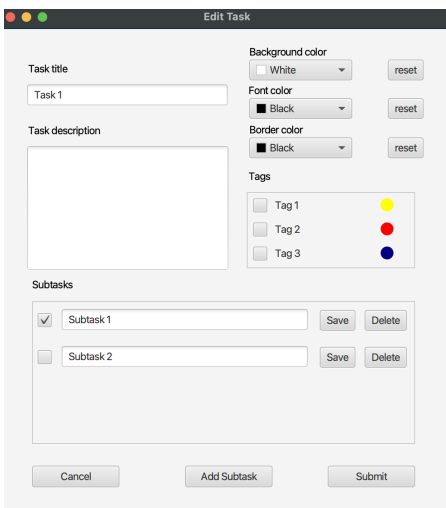 Edit Task
Background color
Task title
White reset
Task 1
Font color
Black reset
Task description
Border color
Black reset
Tags
Tag 1
Tag 2
Tag 3
Subtasks
Subtask 1 Save Delete
Subtask 2 Save Delete
Cancel Add Subtask Submit